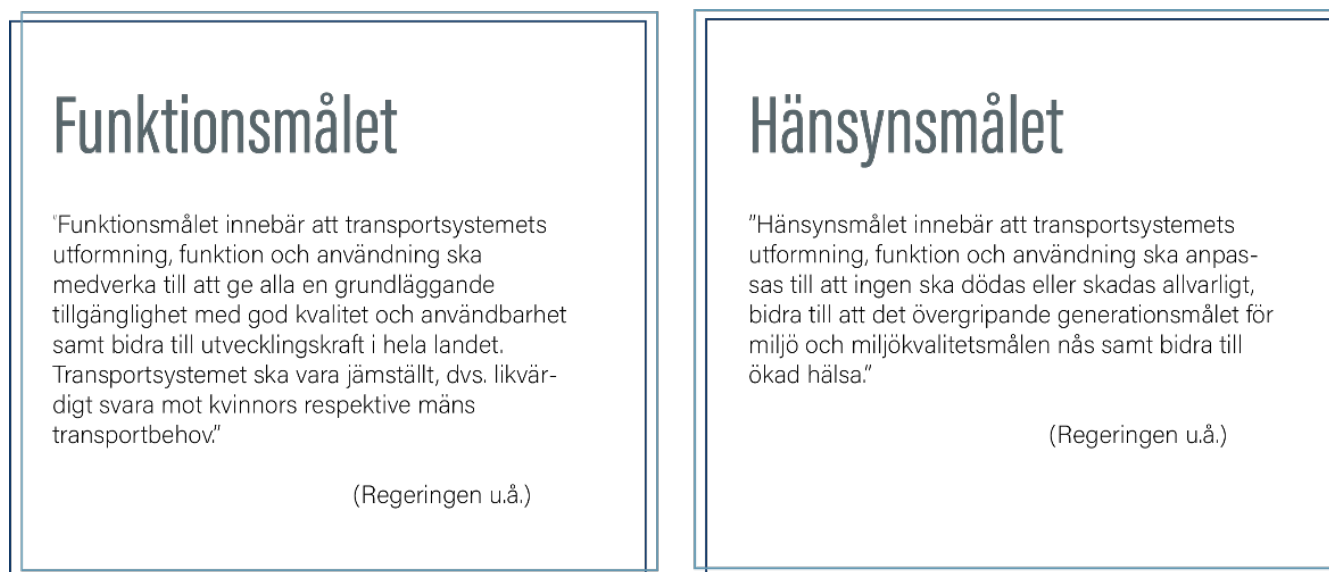 Funktionsmålet
"Funktionsmålet innebär att transportsystemets
utformning, funktion och användning ska
medverka till att ge alla en grundläggande
tillgänglighet med god kvalitet och användbarhet
samt bidra till utvecklingskraft i hela landet.
Transportsystemet ska vara jämställt, dvs. likvär-
digt svara mot kvinnors respektive mäns
transportbehov."
(Regeringen u.å.)
Hänsynsmålet
"Hänsynsmålet innebär att transportsystemets
utformning, funktion och användning ska anpas-
sas till att ingen ska dödas eller skadas allvarligt,
bidra till att det övergripande generationsmålet för
miljö och miljökvalitetsmålen nås samt bidra till
ökad hälsa."
(Regeringen u.å.)